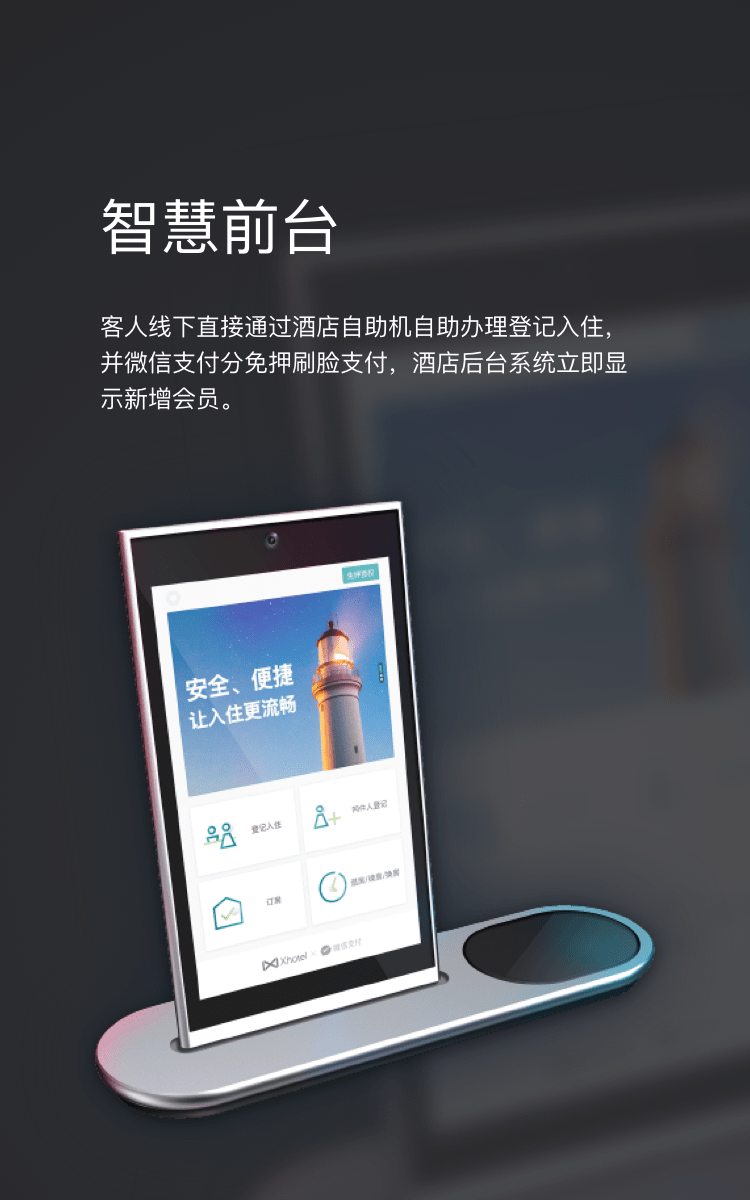 智慧前台
客人线下直接通过酒店自助机自助办理登记入住，
并微信支付分免押刷脸支付，酒店后台系统立即显
示新增会员。
免押授权
安全、便捷
让入住更流畅
登记入住
同住人登记
订房
退房/续房/换房
Xhotel × 微信支付